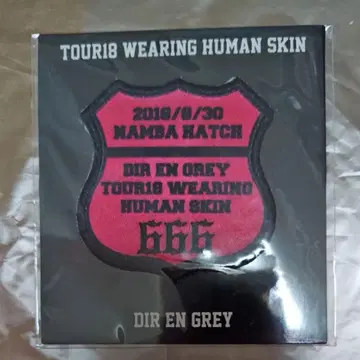 TOUR18 WEARING HUMAN SKIN
2018/8/30
NAMBA HATCH
DIR EN GREY
TOUR18 WEARING
HUMAN SKIN
666
DIR EN GREY